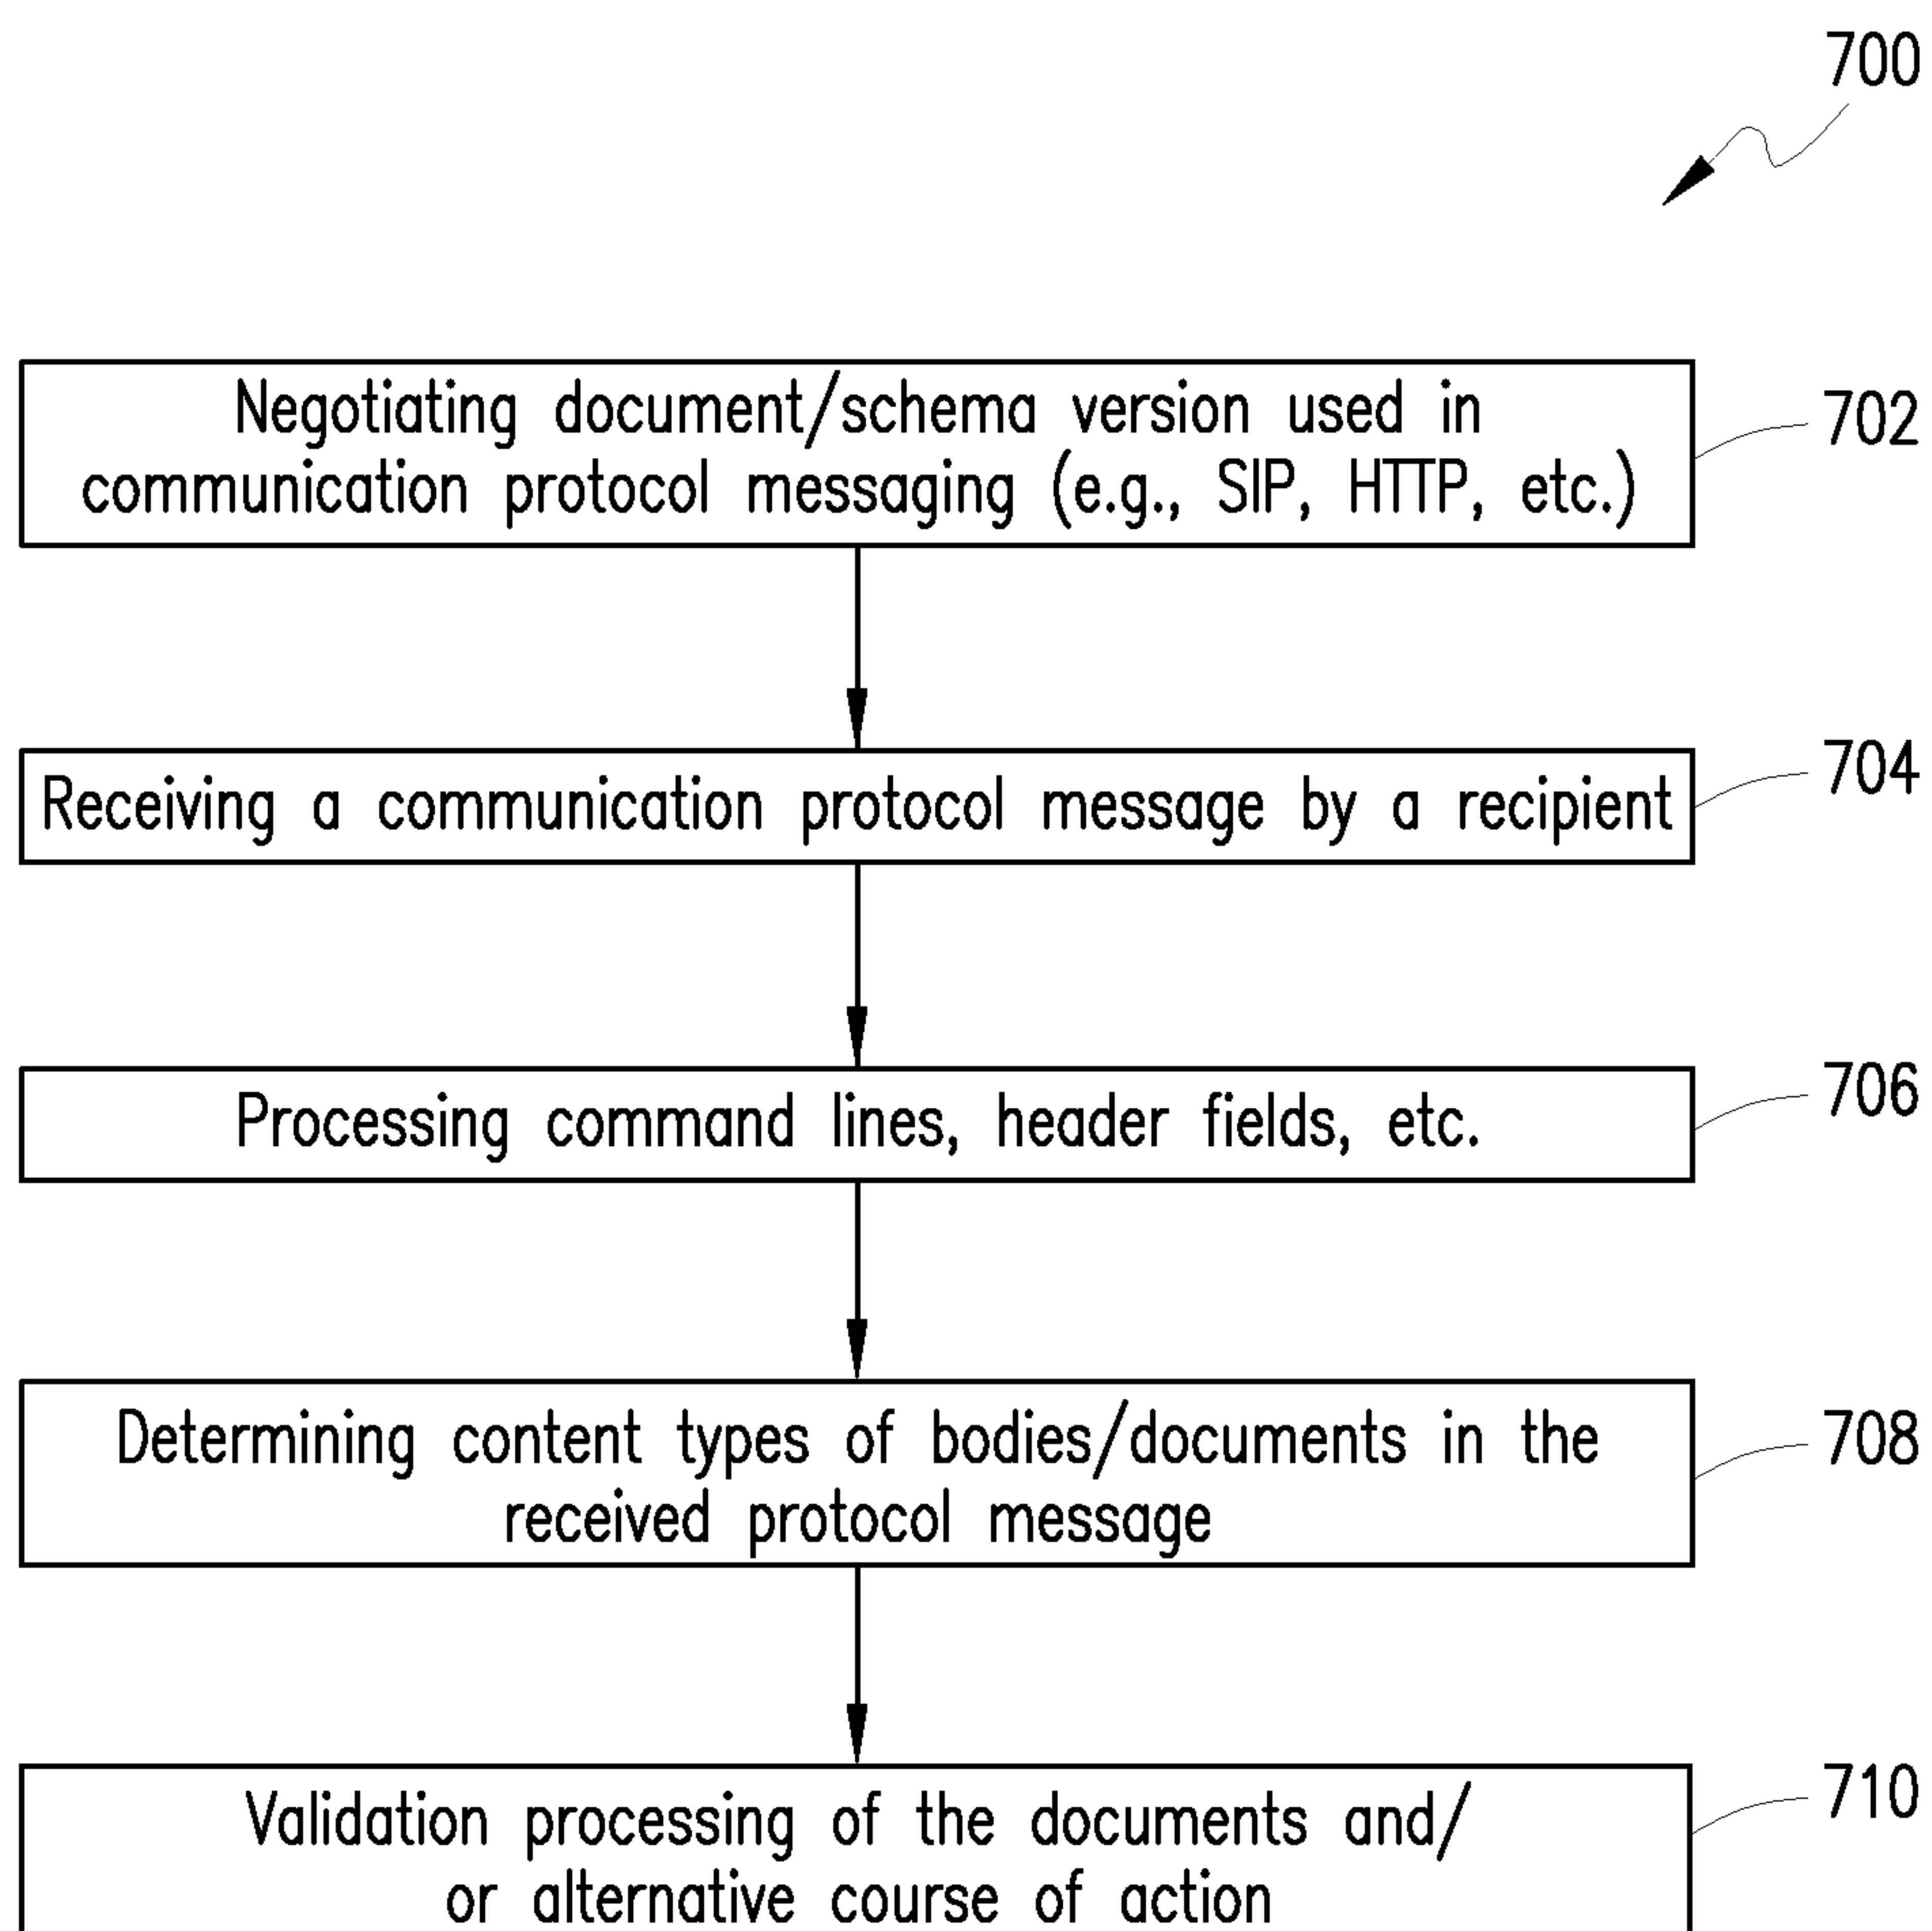 700
Negotiating document/schema version used in
communication protocol messaging (e.g., SIP, HTTP, etc.)
702
Receiving a communication protocol message by a recipient
704
Processing command lines, header fields, etc.
706
Determining content types of bodies/documents in the
received protocol message
708
Validation processing of the documents and/
or alternative course of action
710